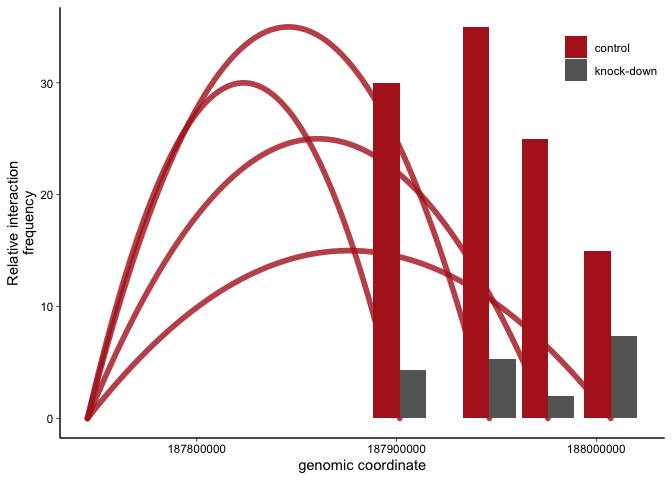 Relative interaction
frequency
30
20
10
0
187800000
187900000
188000000
genomic coordinate
control
knock-down